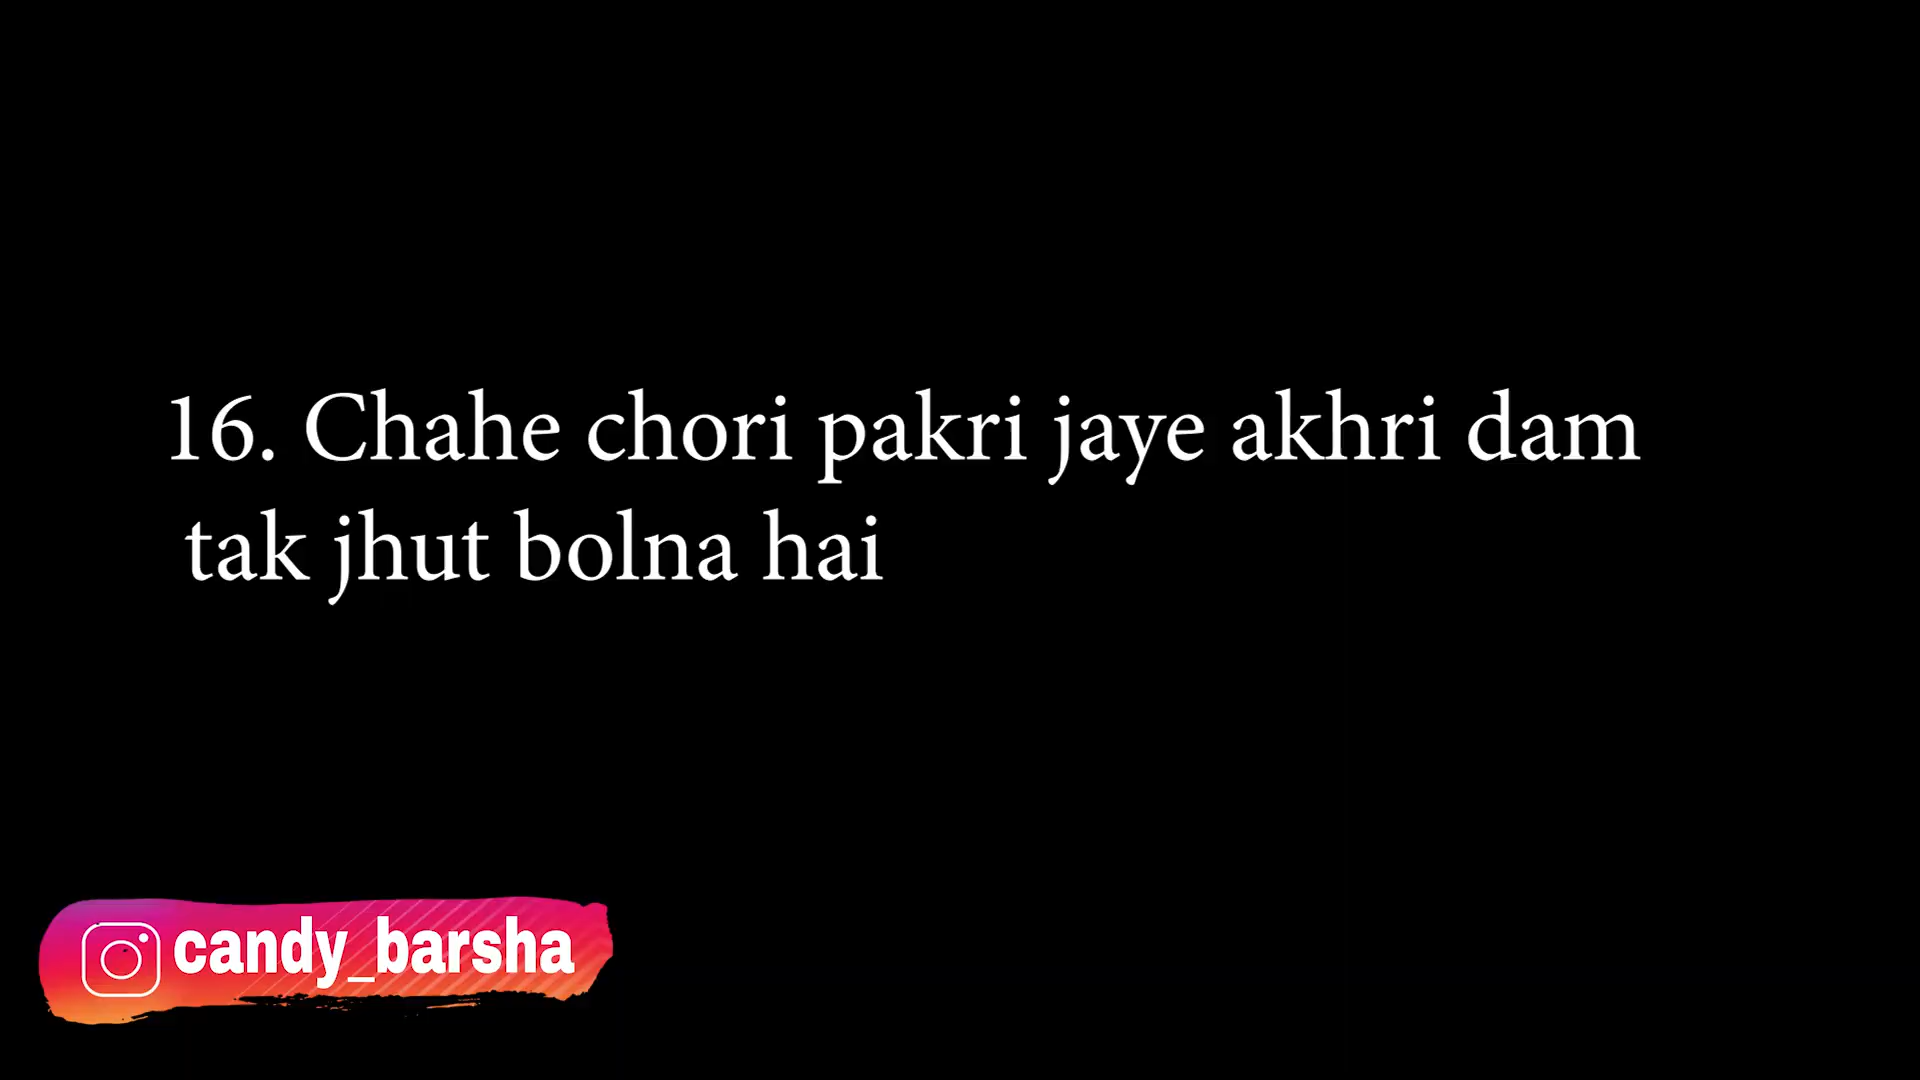 16. Chahe chori pakri jaye akhri dam
tak jhut bolna hai
candy_barsha